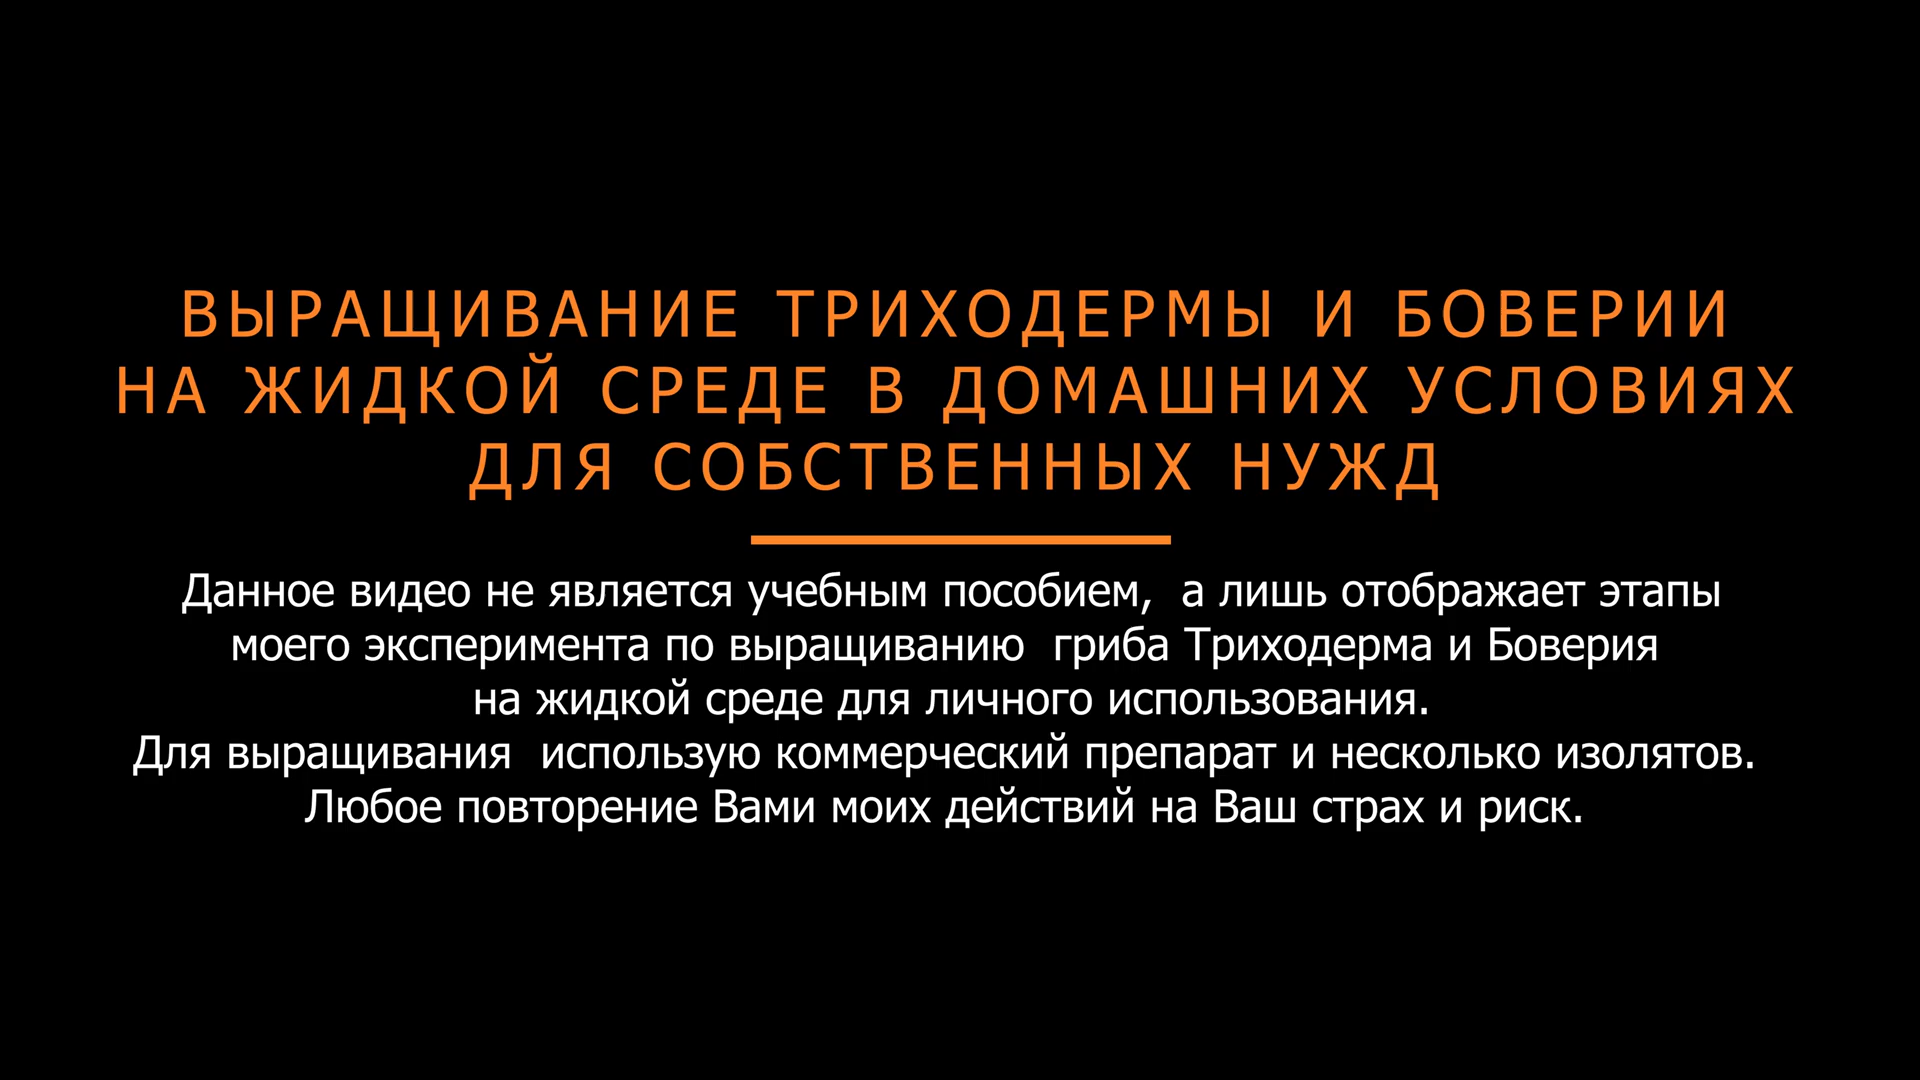 ВЫРАЩИВАНИЕ ТРИХОДЕРМЫ И БОВЕРИИ
НА ЖИДКОЙ СРЕДЕ В ДОМАШНИХ УСЛОВИЯХ
ДЛЯ СОБСТВЕННЫХ НУЖД
Данное видео не является учебным пособием, а лишь отображает этапы
моего эксперимента по выращиванию гриба Триходерма и Боверия
на жидкой среде для личного использования.
Для выращивания использую коммерческий препарат и несколько изолятов.
Любое повторение Вами моих действий на Ваш страх и риск.